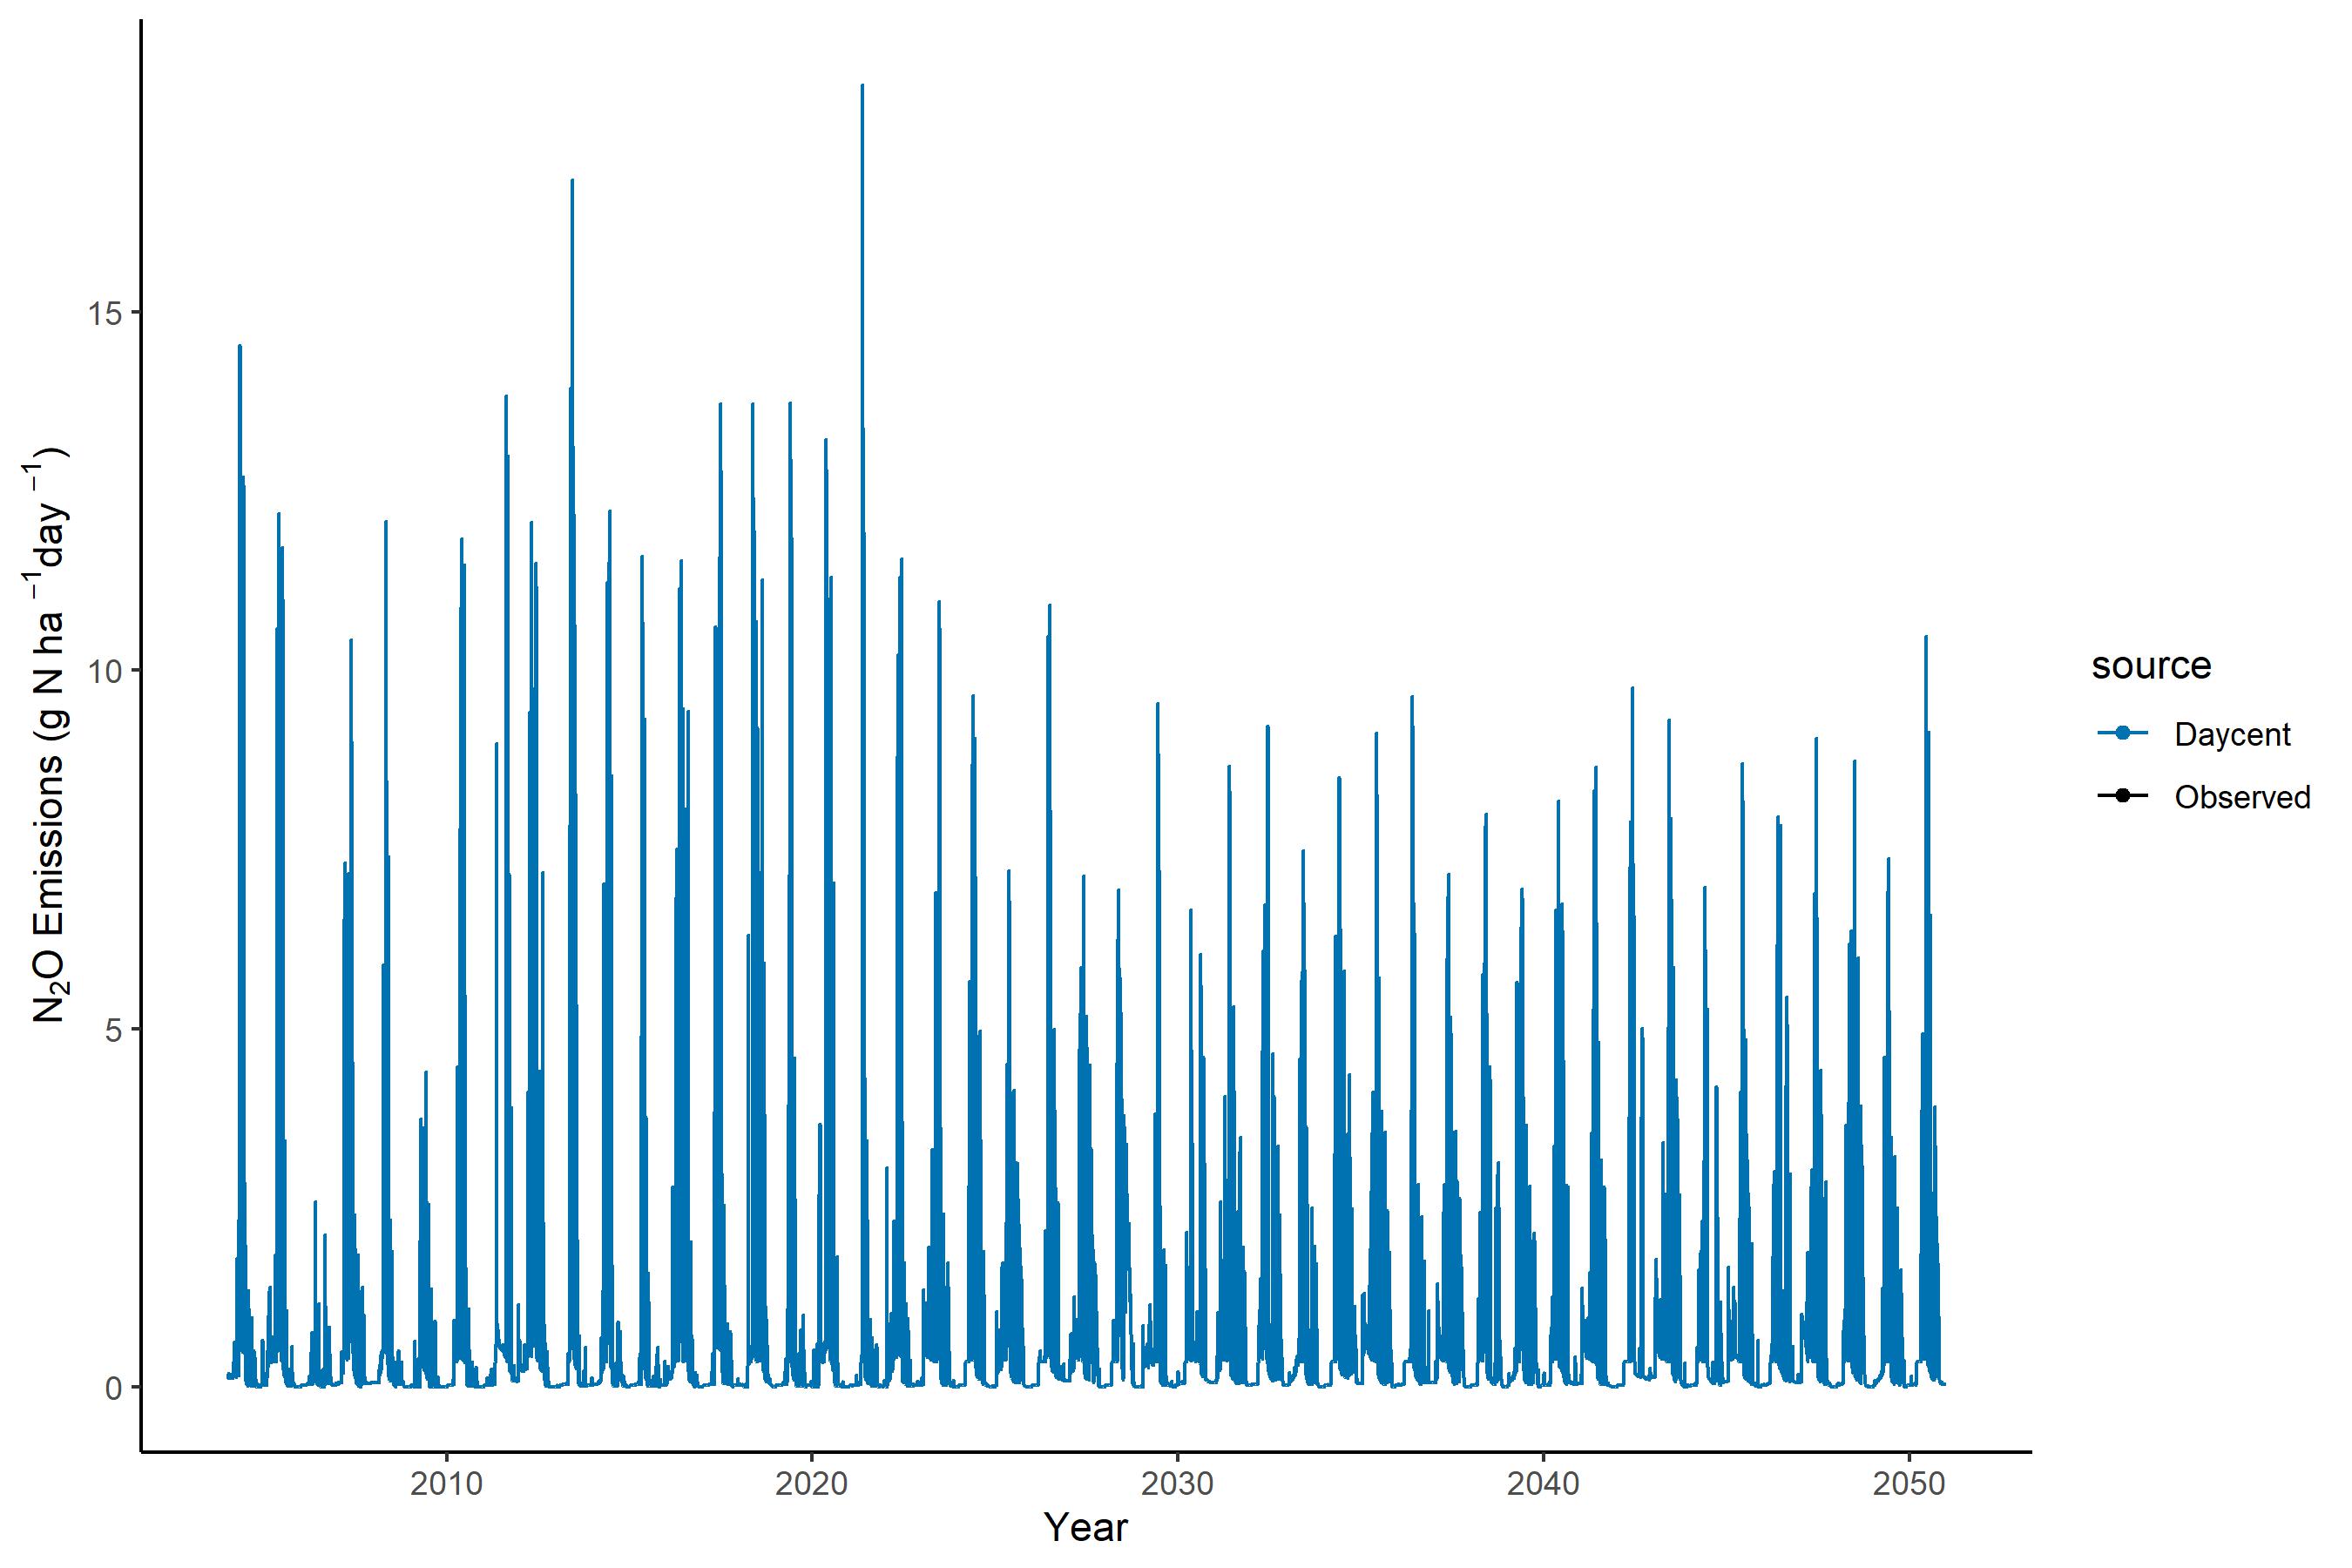 N₂O Emissions (g N ha ⁻¹day ⁻¹)
15
10
5
0
2010 2020 2030 2040 2050
Year
source
Daycent
Observed